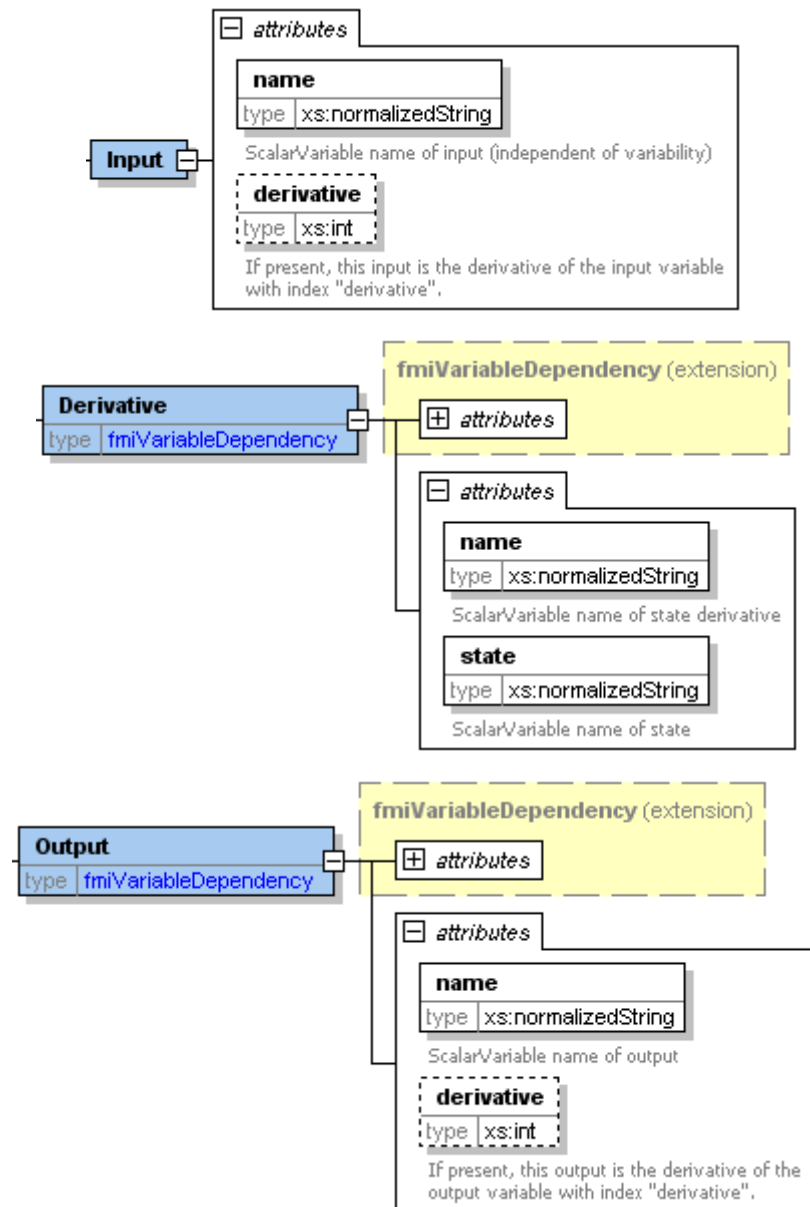 attributes
name
type xs:normalizedString
Input
ScalarVariable name of input (independent of variability)
derivative
type xs:int
If present, this input is the derivative of the input variable
with index "derivative".
fmiVariableDependency (extension)
Derivative
type fmiVariableDependency
attributes
attributes
name
type xs:normalizedString
ScalarVariable name of state derivative
state
type xs:normalizedString
ScalarVariable name of state
fmiVariableDependency (extension)
Output
type fmiVariableDependency
attributes
attributes
name
type xs:normalizedString
ScalarVariable name of output
derivative
type xs:int
If present, this output is the derivative of the
output variable with index "derivative".